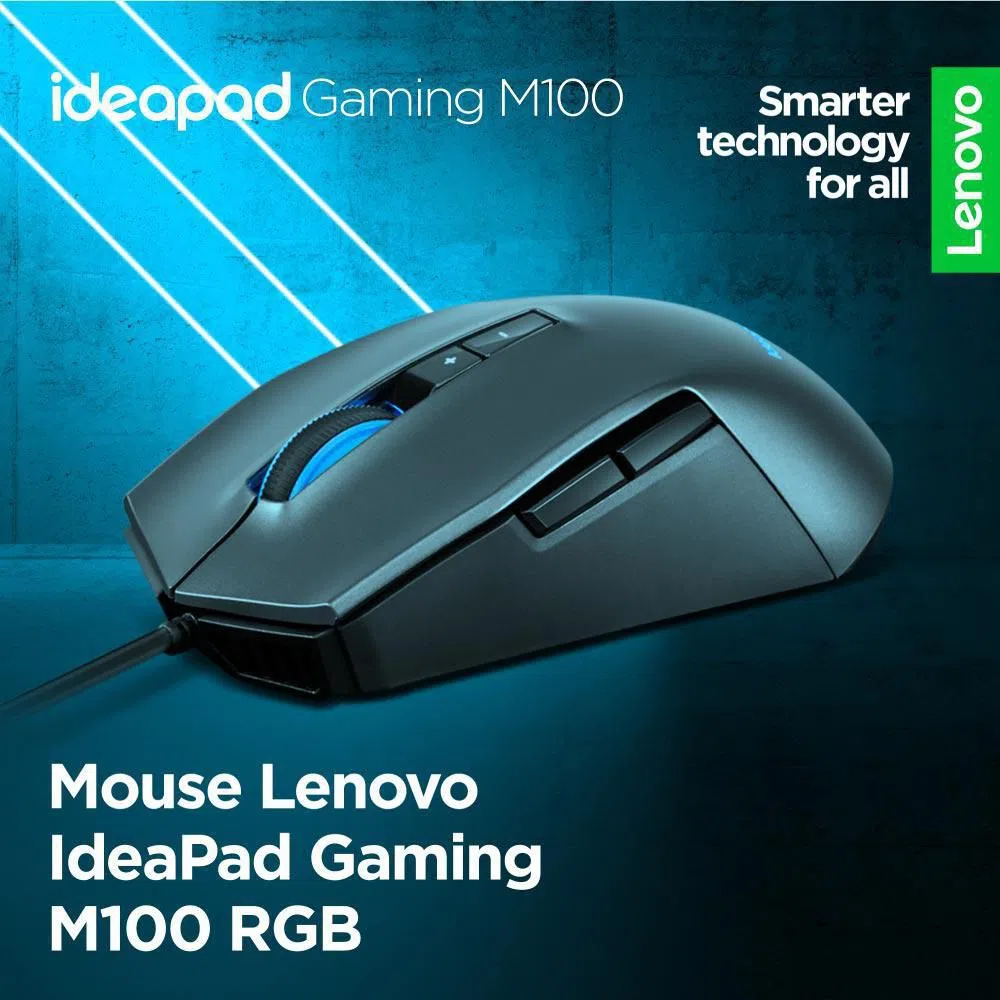 ideapad Gaming M100
Smarter
technology
for all
Lenovo
+
-
Mouse Lenovo
IdeaPad Gaming
M100 RGB